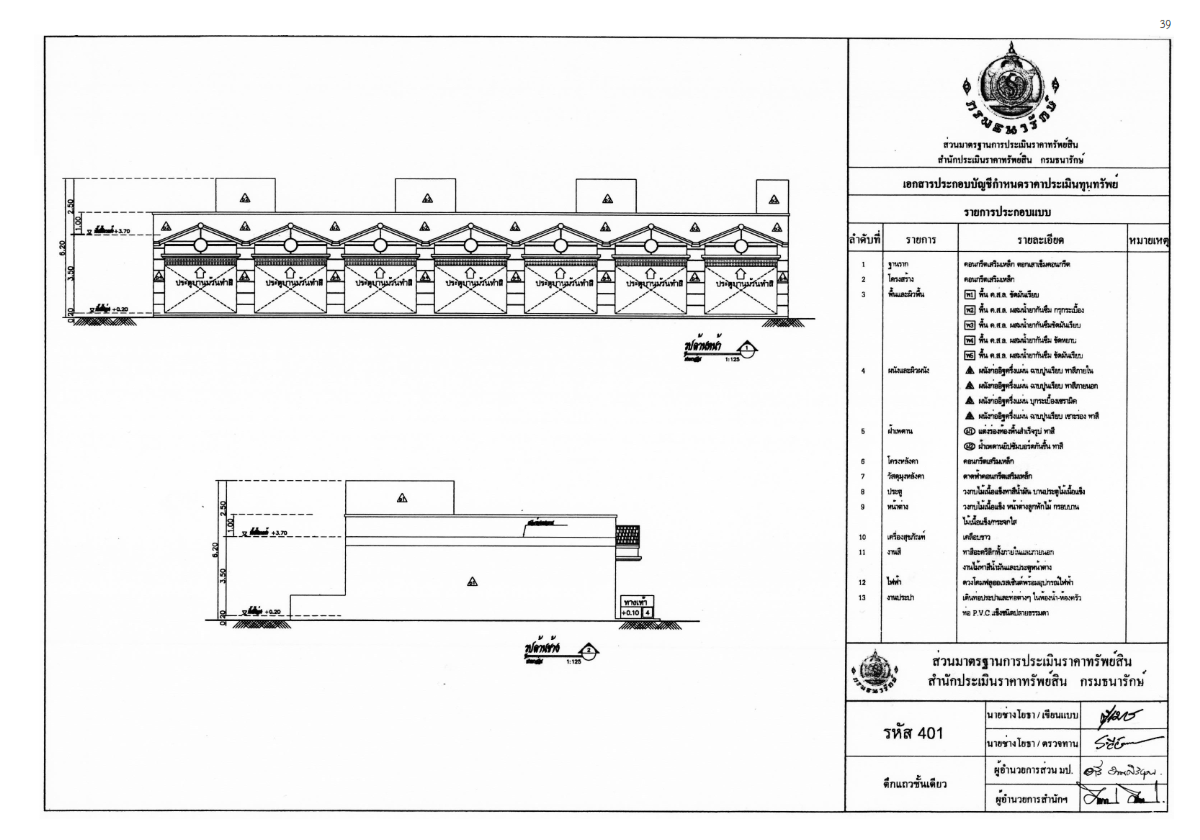 39
กรมธนารักษ์
ส่วนมาตรฐานการประเมินราคาทรัพย์สิน
สำนักประเมินราคาทรัพย์สิน กรมธนารักษ์
เอกสารประกอบบัญชีกำหนดราคาประเมินทุนทรัพย์
รายการประกอบแบบ
ลำดับที่ รายการ รายละเอียด หมายเหตุ
1 ฐานราก คอนกรีตเสริมเหล็ก ตอกเสาเข็มคอนกรีต
2 โครงสร้าง คอนกรีตเสริมเหล็ก
3 พื้นและผิวพื้น พ1 พื้น ค.ส.ล. ขัดมันเรียบ
พ2 พื้น ค.ส.ล. ผสมน้ำยากันซึม กรุกระเบื้อง
พ3 พื้น ค.ส.ล. ผสมน้ำยากันซึมขัดมันเรียบ
พ4 พื้น ค.ส.ล. ผสมน้ำยากันซึม ขัดหยาบ
พ5 พื้น ค.ส.ล. ผสมน้ำยากันซึม ขัดมันเรียบ
4 ผนังและผิวผนัง ผนังก่ออิฐครึ่งแผ่น ฉาบปูนเรียบ ทาสีภายใน
ผนังก่ออิฐครึ่งแผ่น ฉาบปูนเรียบ ทาสีภายนอก
ผนังก่ออิฐครึ่งแผ่น บุกระเบื้องเซรามิค
ผนังก่ออิฐครึ่งแผ่น ฉาบปูนเรียบ เซาะร่อง ทาสี
5 ฝ้าเพดาน แต่งร่องท้องพื้นสำเร็จรูป ทาสี
ฝ้าเพดานยิปซั่มบอร์ดกันชื้น ทาสี
6 โครงหลังคา คอนกรีตเสริมเหล็ก
7 วัสดุมุงหลังคา ดาดฟ้าคอนกรีตเสริมเหล็ก
8 ประตู วงกบไม้เนื้อแข็งทาสีน้ำมัน บานประตูไม้เนื้อแข็ง
9 หน้าต่าง วงกบไม้เนื้อแข็ง หน้าต่างลูกฟักไม้ กรอบบาน
ไม้เนื้อแข็งกระจกใส
10 เครื่องสุขภัณฑ์ เคลือบขาว
11 งานสี ทาสีอะคริลิกทั้งภายในและภายนอก
งานไม้ทาสีน้ำมันและประตูหน้าต่าง
12 ไฟฟ้า ดวงโคมฟลูออเรสเซนต์พร้อมอุปกรณ์ไฟฟ้า
13 งานประปา เดินท่อประปาและท่อต่างๆ ในห้องน้ำ-ห้องครัว
ท่อ P.V.C. แข็งชนิดปลายธรรมดา
2.50
1.00
+3.70
6.20
3.50
+0.20
0.20
ประตูบานม้วนทำสี ประตูบานม้วนทำสี ประตูบานม้วนทำสี ประตูบานม้วนทำสี ประตูบานม้วนทำสี ประตูบานม้วนทำสี ประตูบานม้วนทำสี
รูปด้านหน้า 1
1:125
2.50
1.00
+3.70
6.20
3.50
+0.20
0.20
ทางเท้า
+0.10 4
รูปด้านข้าง 2
1:125
ส่วนมาตรฐานการประเมินราคาทรัพย์สิน
สำนักประเมินราคาทรัพย์สิน กรมธนารักษ์
รหัส 401
นายช่างโยธา / เขียนแบบ
นายช่างโยธา / ตรวจทาน
ตึกแถวชั้นเดียว
ผู้อำนวยการส่วน มป.
ผู้อำนวยการสำนักฯ